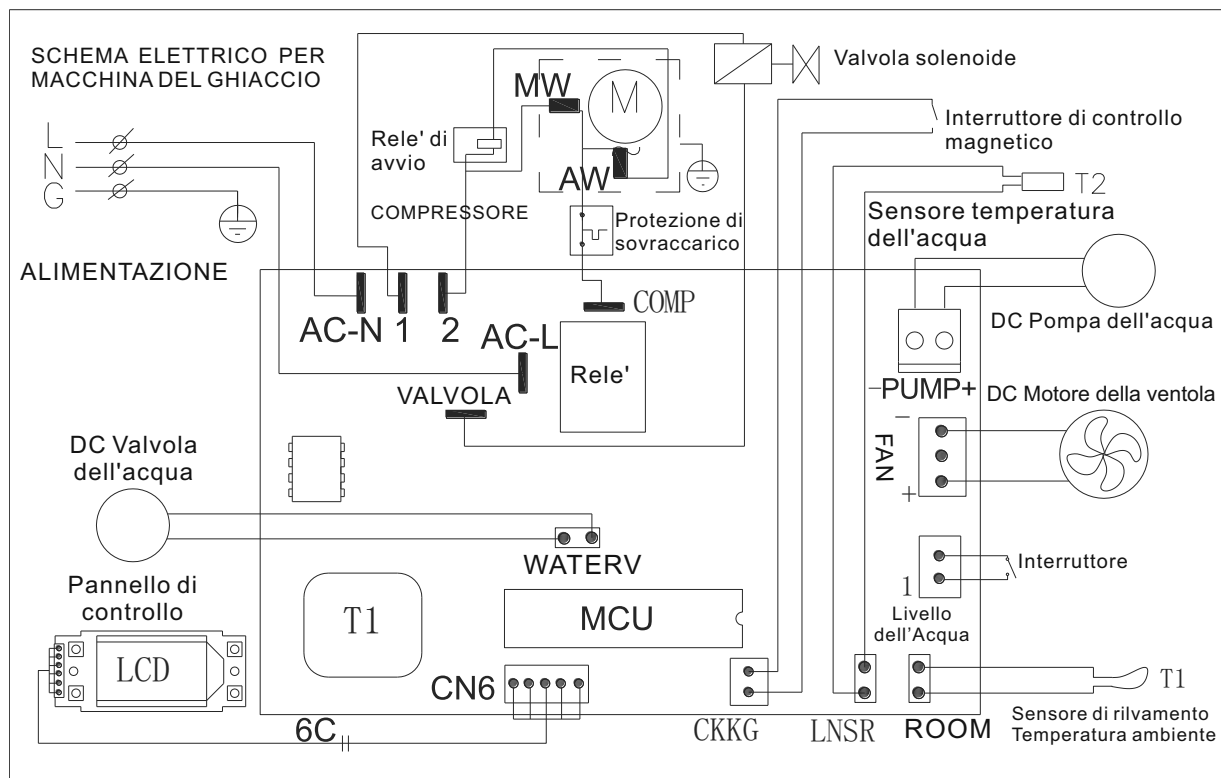 SCHEMA ELETTRICO PER
MACCHINA DEL GHIACCIO
L
N
G
ALIMENTAZIONE
MW
M
AW
Rele' di
avvio
COMPRESSORE
Protezione di
sovraccarico
Valvola solenoide
Interruttore di controllo
magnetico
T2
Sensore temperatura
dell'acqua
DC Pompa dell'acqua
AC-N
1
2
COMP
AC-L
Rele'
VALVOLA
-PUMP+
DC Motore della ventola
-
FAN
+
DC Valvola
dell'acqua
WATERV
Interruttore
1
Livello
dell'Acqua
Pannello di
controllo
LCD
T1
MCU
CN6
6C
CKKG
LNSR
ROOM
T1
Sensore di rilvamento
Temperatura ambiente